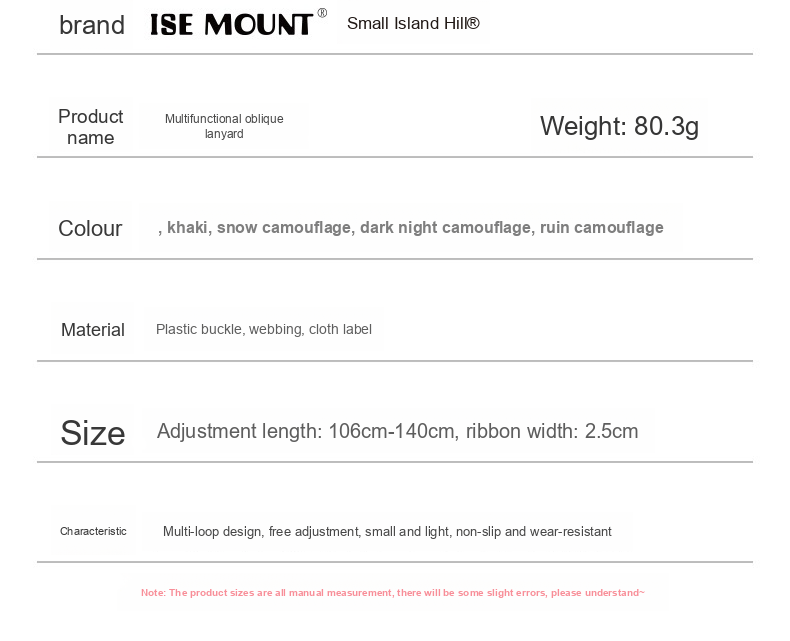 brand ISE MOUNT® Small Island Hill®
Product name
Multifunctional oblique
lanyard
Weight: 80.3g
Colour , khaki, snow camouflage, dark night camouflage, ruin camouflage
Material Plastic buckle, webbing, cloth label
Size Adjustment length: 106cm-140cm, ribbon width: 2.5cm
Characteristic Multi-loop design, free adjustment, small and light, non-slip and wear-resistant
Note: The product sizes are all manual measurement, there will be some slight errors, please understand~